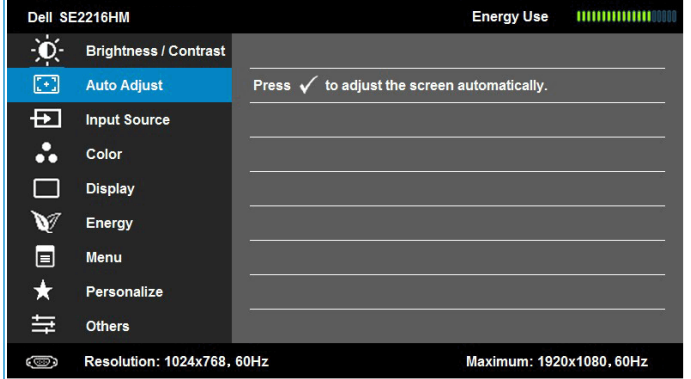 Dell SE2216HM Energy Use
Brightness / Contrast
Auto Adjust Press ✓ to adjust the screen automatically.
Input Source
Color
Display
Energy
Menu
Personalize
Others
Resolution: 1024x768, 60Hz Maximum: 1920x1080, 60Hz